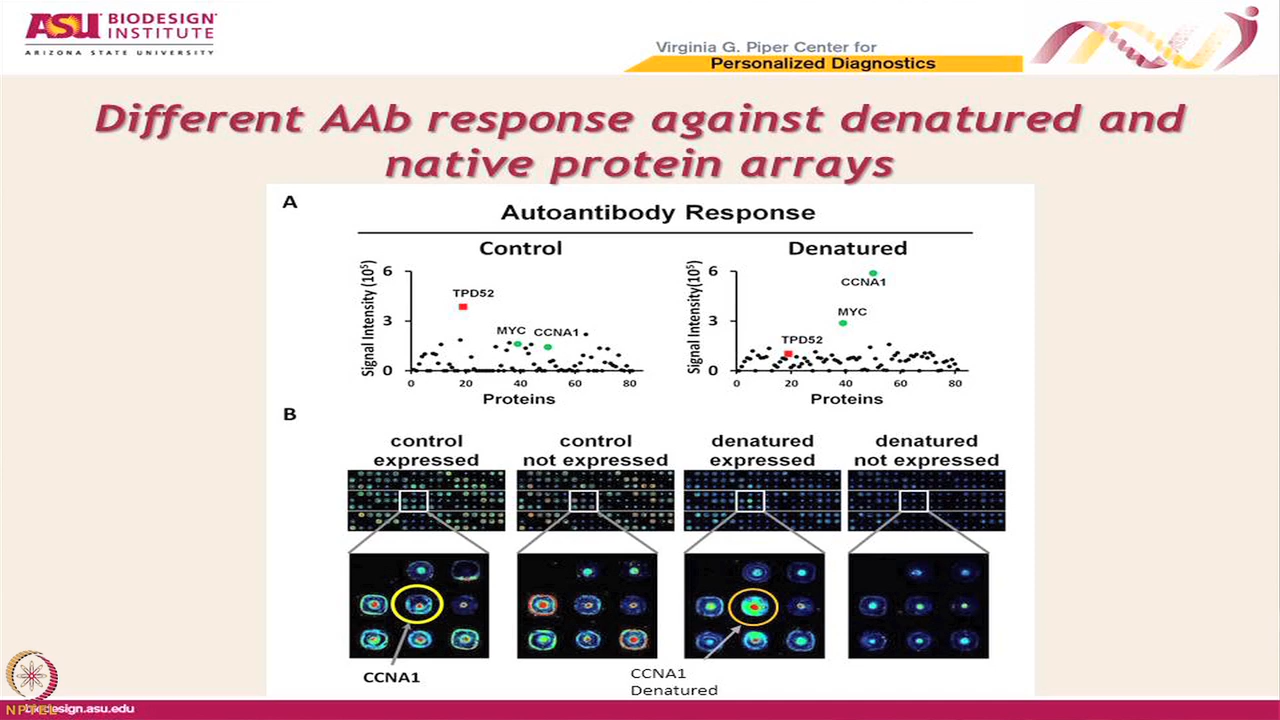 ASU BIODESIGN INSTITUTE
ARIZONA STATE UNIVERSITY
Virginia G. Piper Center for
Personalized Diagnostics
Different AAb response against denatured and
native protein arrays
A
Autoantibody Response
Control
Signal Intensity (10⁵)
6
3
0
TPD52
MYC
CCNA1
0 20 40 60 80
Proteins
Denatured
Signal Intensity(10⁵)
6
3
0
CCNA1
MYC
TPD52
0 20 40 60 80
Proteins
B
control
expressed
control
not expressed
denatured
expressed
denatured
not expressed
CCNA1
CCNA1
Denatured
NPTEL